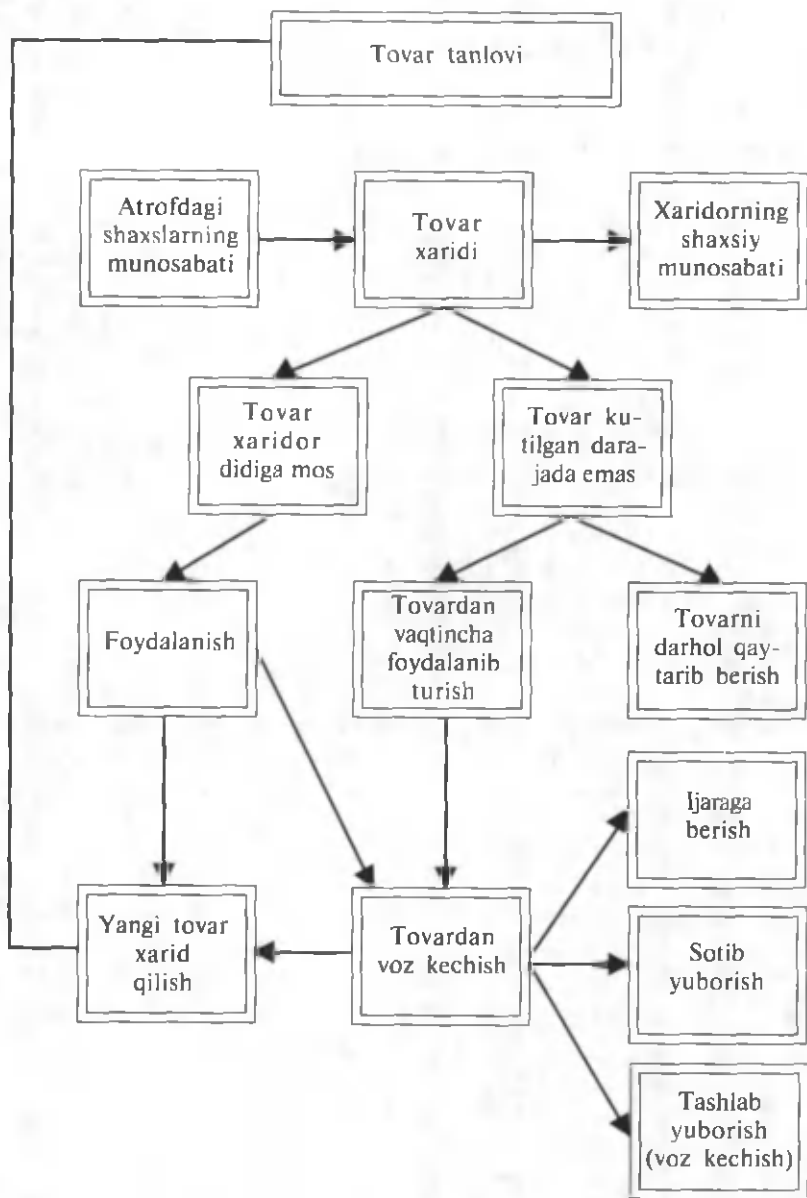 Tovar tanlovi
Atrofdagi
shaxslarning
munosabati
Tovar
xaridi
Xaridorning
shaxsiy
munosabati
Tovar
xaridor
didiga mos
Tovar ku-
tilgan dara-
jada emas
Foydalanish
Tovardan
vaqtincha
foydalanib
turish
Tovarni
darhol qay-
tarib berish
Ijaraga
berish
Yangi tovar
xarid
qilish
Tovardan
voz kechish
Sotib
yuborish
Tashlab
yuborish
(voz kechish)